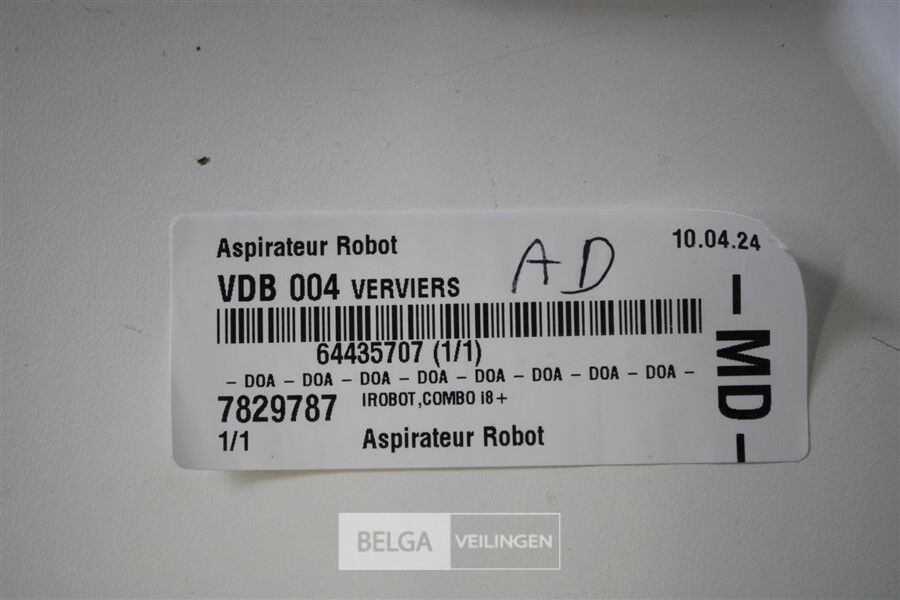 Aspirateur Robot
10.04.24
VDB 004 VERVIERS
AD
64435707 (1/1)
- DOA - DOA - DOA - DOA - DOA - DOA - DOA - DOA -
7829787 IROBOT,COMBO i8+
1/1 Aspirateur Robot
- MD -
BELGA VEILINGEN